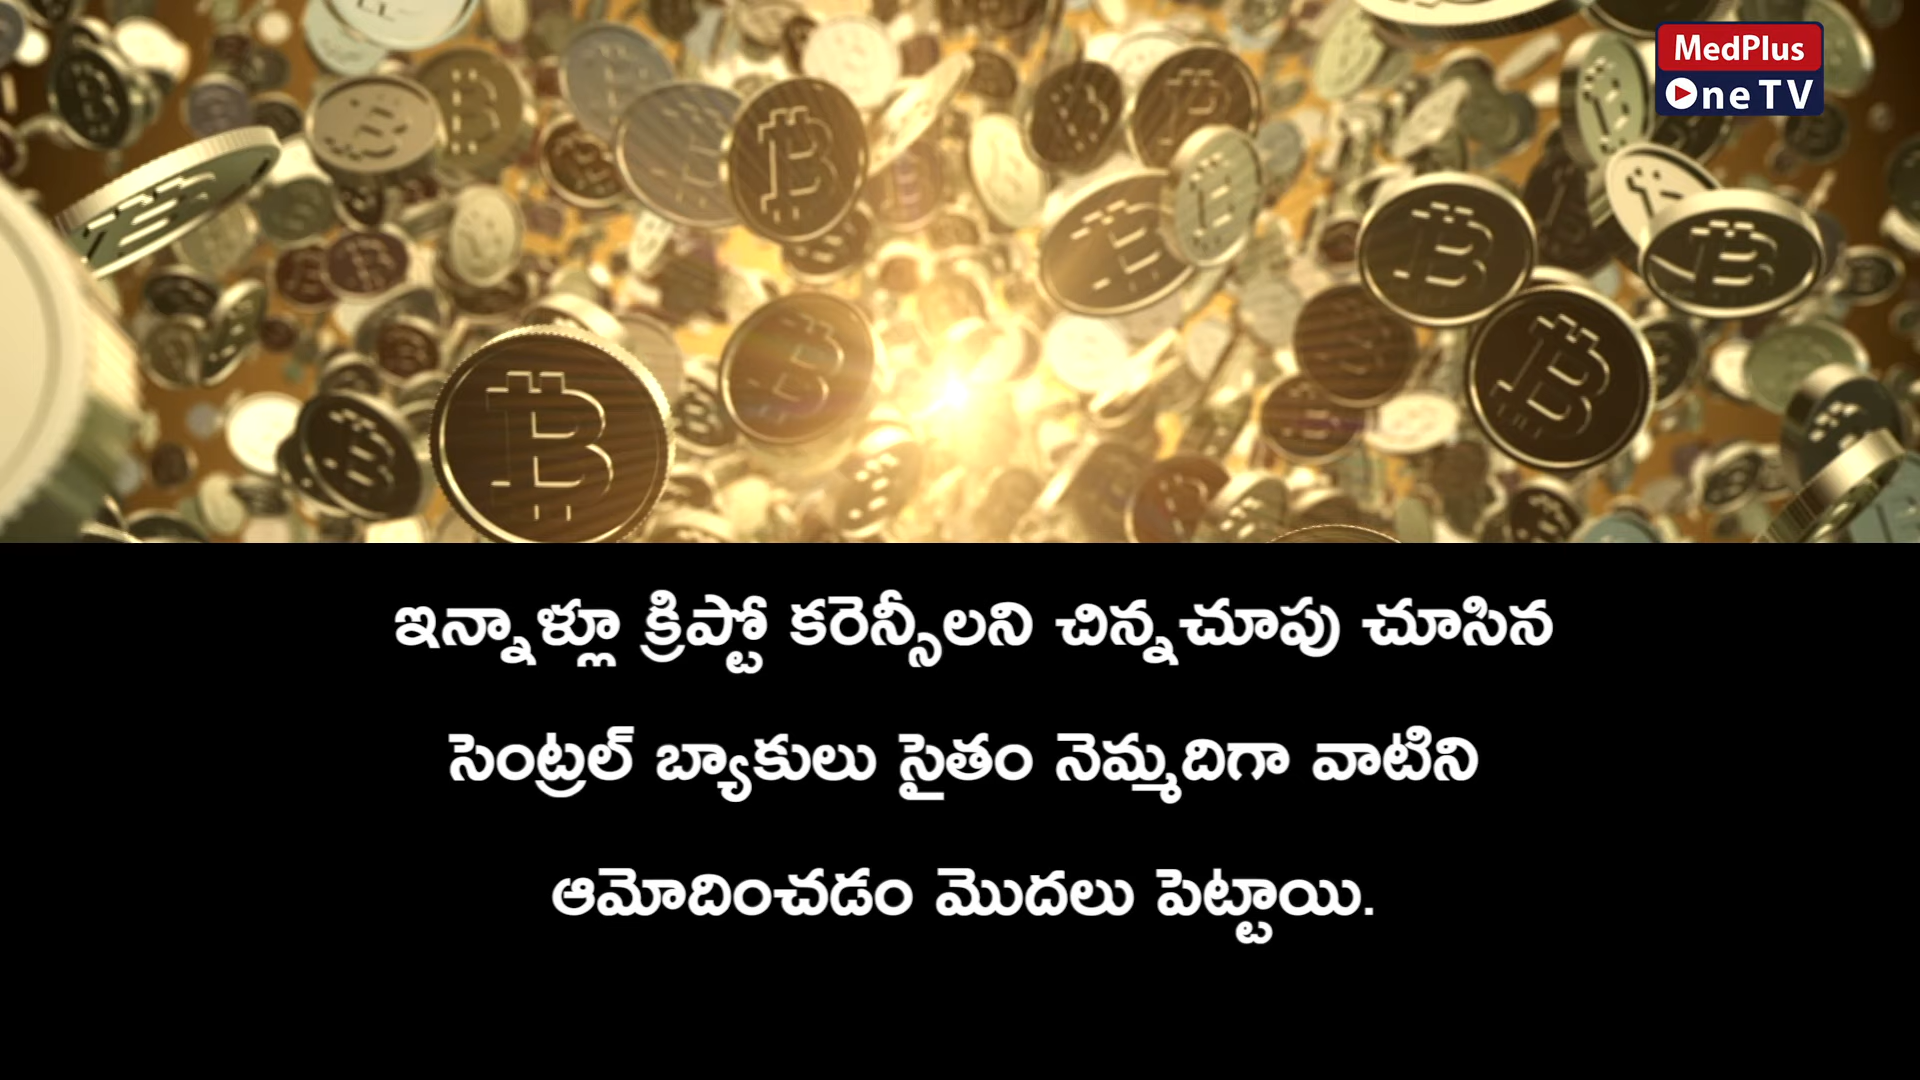 MedPlus
One TV
ఇన్నాళ్లూ క్రిప్టో కరెన్సీలని చిన్నచూపు చూసిన
సెంట్రల్ బ్యాకులు సైతం నెమ్మదిగా వాటిని
ఆమోదించడం మొదలు పెట్టాయి.